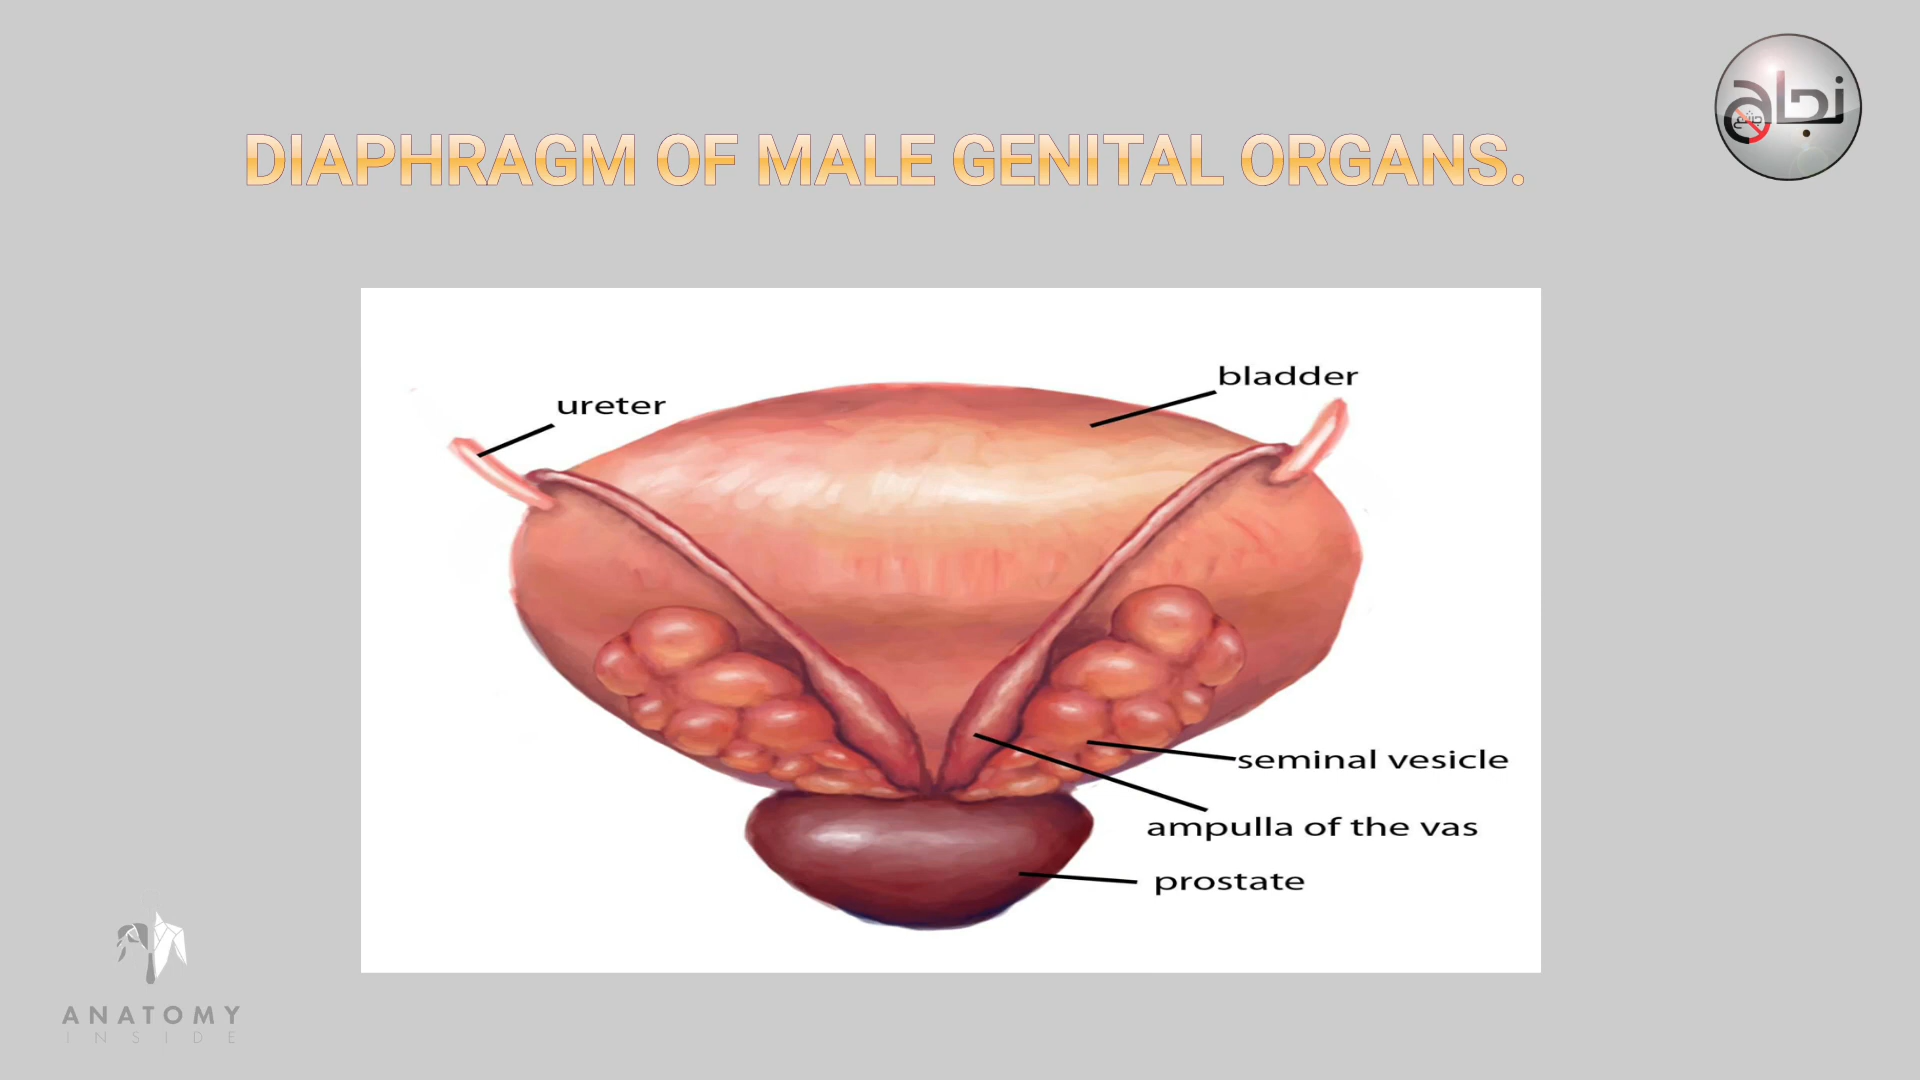 DIAPHRAGM OF MALE GENITAL ORGANS.
bladder
ureter
seminal vesicle
ampulla of the vas
prostate
ANATOMY
INSIDE